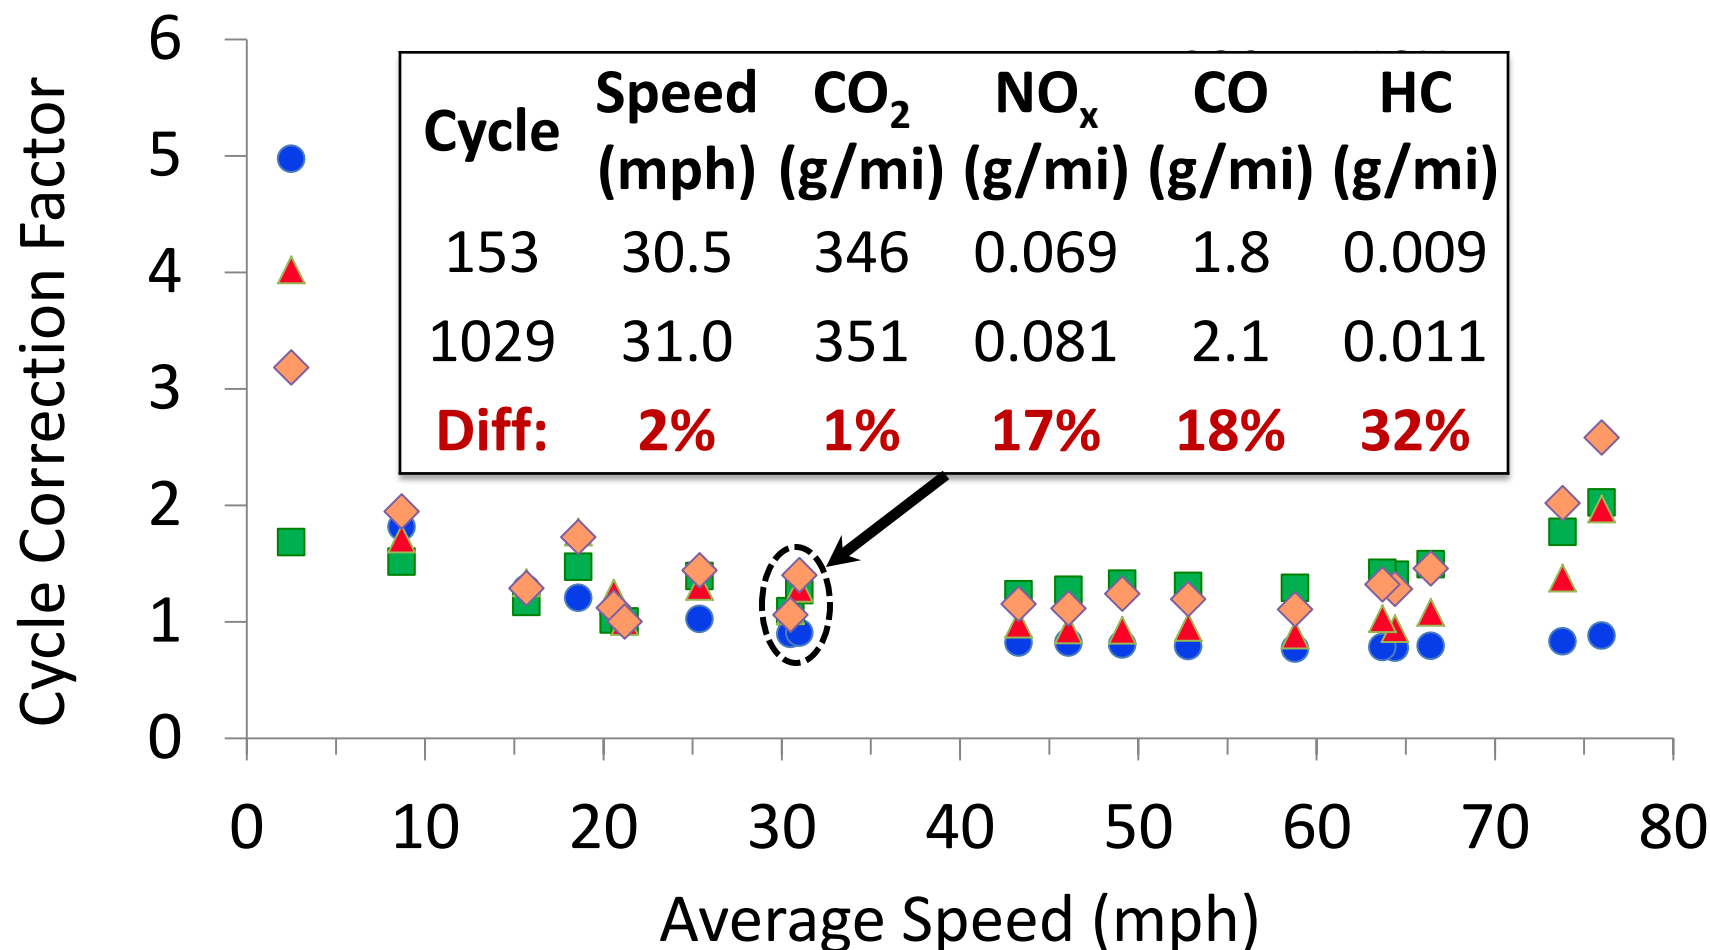 Cycle Correction Factor
6
5
4
3
2
1
0
Cycle Speed (mph) CO2 (g/mi) NOx (g/mi) CO (g/mi) HC (g/mi)
153 30.5 346 0.069 1.8 0.009
1029 31.0 351 0.081 2.1 0.011
Diff: 2% 1% 17% 18% 32%
0 10 20 30 40 50 60 70 80
Average Speed (mph)